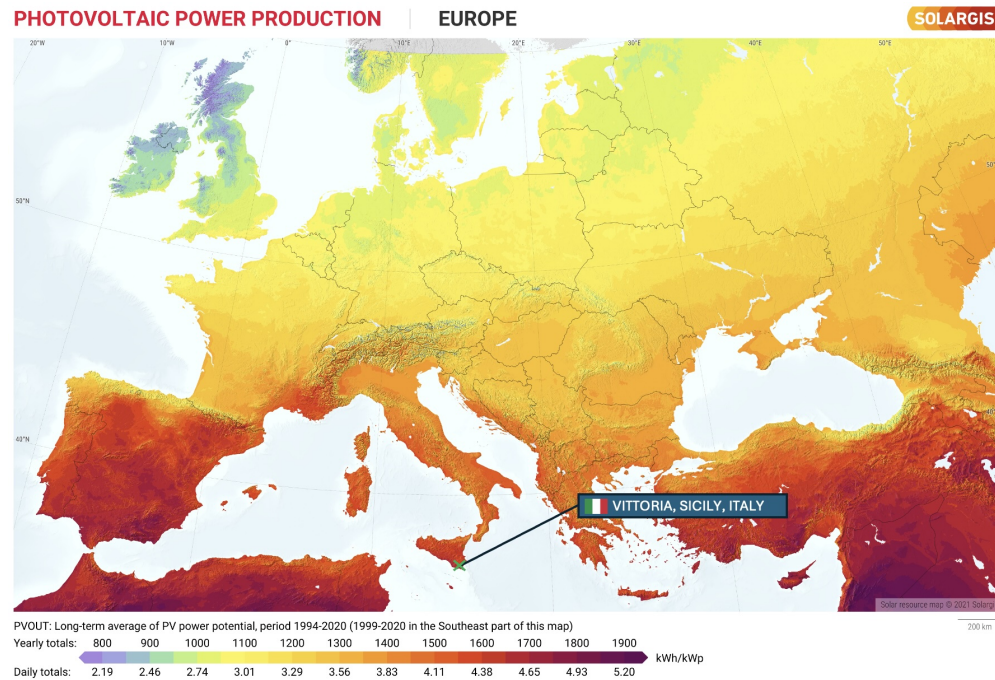 PHOTOVOLTAIC POWER PRODUCTION EUROPE SOLARGIS
20°W 10°W 0° 10°E 20°E 30°E 40°E 50°E
50°
50°N
40°
40°N
VITTORIA, SICILY, ITALY
Solar resource map © 2021 Solargi
PVOUT: Long-term average of PV power potential, period 1994-2020 (1999-2020 in the Southeast part of this map)
200 km
Yearly totals: 800 900 1000 1100 1200 1300 1400 1500 1600 1700 1800 1900
kWh/kWp
Daily totals: 2.19 2.46 2.74 3.01 3.29 3.56 3.83 4.11 4.38 4.65 4.93 5.20